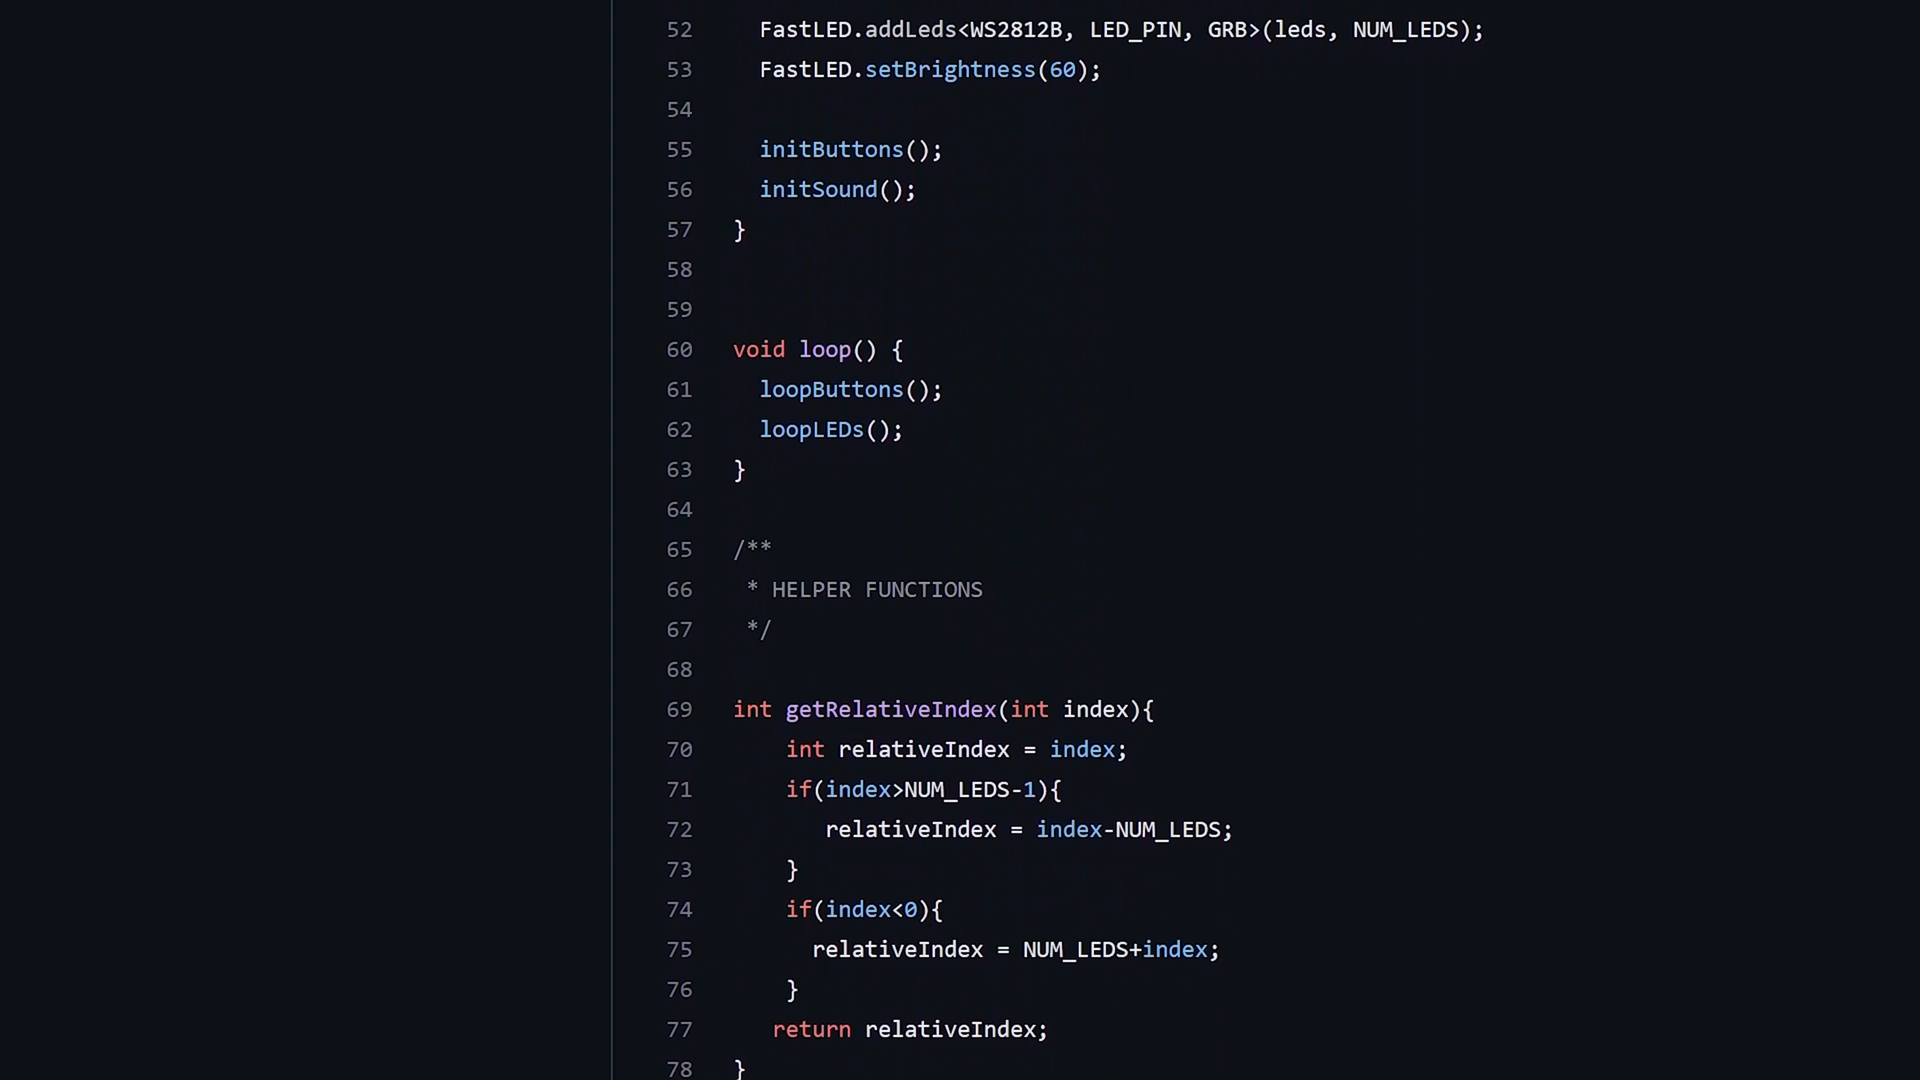 52 FastLED.addLeds<WS2812B, LED_PIN, GRB>(leds, NUM_LEDS);
53 FastLED.setBrightness(60);
54
55 initButtons();
56 initSound();
57 }
58
59
60 void loop() {
61 loopButtons();
62 loopLEDs();
63 }
64
65 /**
66 * HELPER FUNCTIONS
67 */
68
69 int getRelativeIndex(int index){
70 int relativeIndex = index;
71 if(index>NUM_LEDS-1){
72 relativeIndex = index-NUM_LEDS;
73 }
74 if(index<0){
75 relativeIndex = NUM_LEDS+index;
76 }
77 return relativeIndex;
78 }